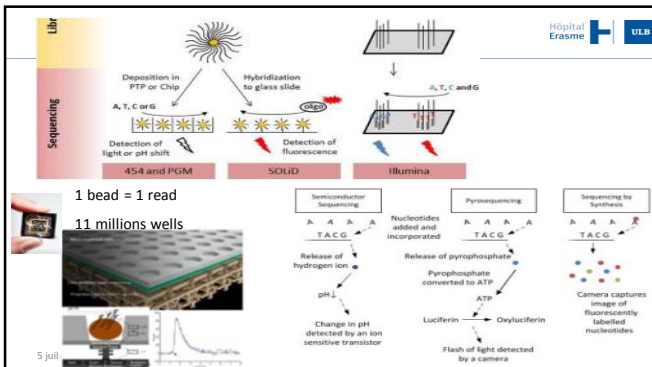 Libr
Hôpital
Erasme
ULB
Sequencing
Deposition in
PTP or Chip
Hybridization
to glass slide
A, T, C or G
oligo
A, T, C and G
Detection of
light or pH shift
Detection of
fluorescence
454 and PGM
SOLiD
Illumina
1 bead = 1 read
11 millions wells
Semiconductor
Sequencing
A A A A
T A C G
Release of
hydrogen ion
pH↓
Change in pH
detected by an ion
sensitive transistor
Nucleotides
added and
incorporated
Pyrosequencing
A A A A
T A C G
Release of pyrophosphate
Pyrophosphate
converted to ATP
ATP
Luciferin → Oxyluciferin
Flash of light detected
by a camera
Sequencing by
Synthesis
A A A A
T A C G
Camera captures
image of
fluorescently
labelled
nucleotides
5 juil